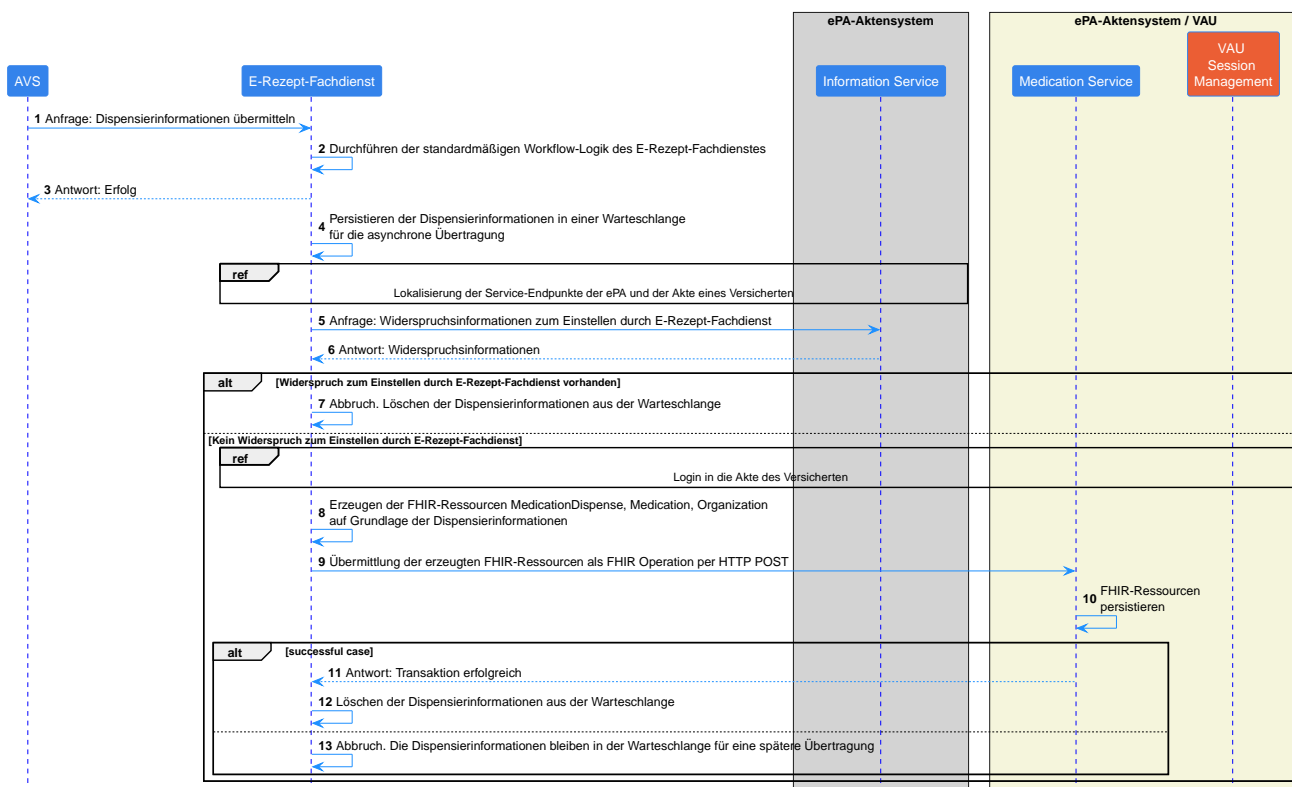 ePA-Aktensystem
ePA-Aktensystem / VAU
AVS
E-Rezept-Fachdienst
Information Service
Medication Service
VAU
Session
Management
1 Anfrage: Dispensierinformationen übermitteln
2 Durchführen der standardmäßigen Workflow-Logik des E-Rezept-Fachdienstes
3 Antwort: Erfolg
4 Persistieren der Dispensierinformationen in einer Warteschlange
für die asynchrone Übertragung
ref
Lokalisierung der Service-Endpunkte der ePA und der Akte eines Versicherten
5 Anfrage: Widerspruchsinformationen zum Einstellen durch E-Rezept-Fachdienst
6 Antwort: Widerspruchsinformationen
alt [Widerspruch zum Einstellen durch E-Rezept-Fachdienst vorhanden]
7 Abbruch. Löschen der Dispensierinformationen aus der Warteschlange
[Kein Widerspruch zum Einstellen durch E-Rezept-Fachdienst]
ref
Login in die Akte des Versicherten
8 Erzeugen der FHIR-Ressourcen MedicationDispense, Medication, Organization
auf Grundlage der Dispensierinformationen
9 Übermittlung der erzeugten FHIR-Ressourcen als FHIR Operation per HTTP POST
10 FHIR-Ressourcen
persistieren
alt [successful case]
11 Antwort: Transaktion erfolgreich
12 Löschen der Dispensierinformationen aus der Warteschlange
13 Abbruch. Die Dispensierinformationen bleiben in der Warteschlange für eine spätere Übertragung